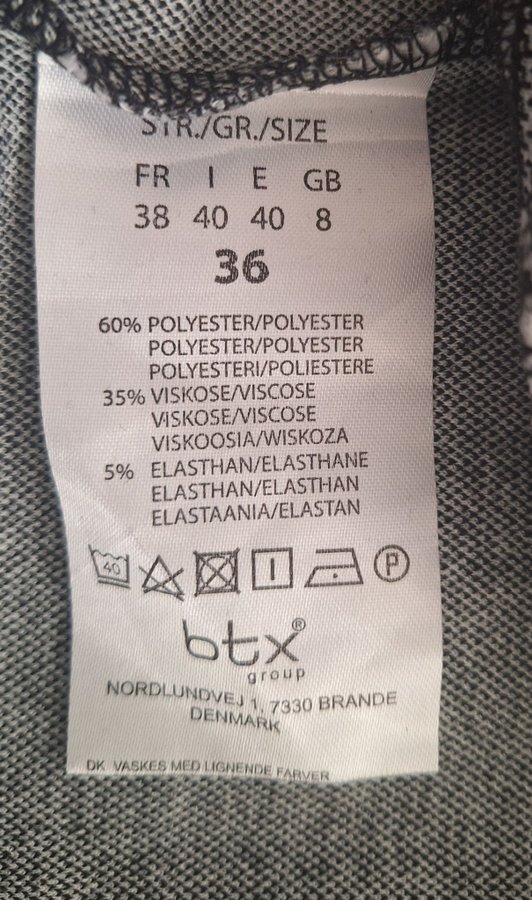 STR./GR./SIZE
FR I E GB
38 40 40 8
36
60% POLYESTER/POLYESTER
POLYESTER/POLYESTER
POLYESTERI/POLIESTERE
35% VISKOSE/VISCOSE
VISKOSE/VISCOSE
VISKOOSIA/WISKOZA
5% ELASTHAN/ELASTHANE
ELASTHAN/ELASTHAN
ELASTAANIA/ELASTAN
40 P
btx®
group
NORDLUNDVEJ 1, 7330 BRANDE
DENMARK
DK VASKES MED LIGNENDE FARVER